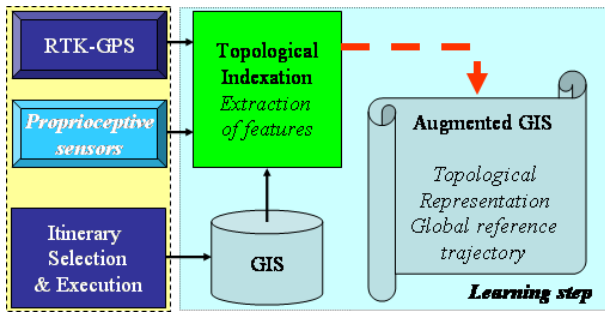 RTK-GPS
Proprioceptive
sensors
Itinerary
Selection
& Execution
Topological
Indexation
Extraction
of features
GIS
Augmented GIS
Topological
Representation
Global reference
trajectory
Learning step